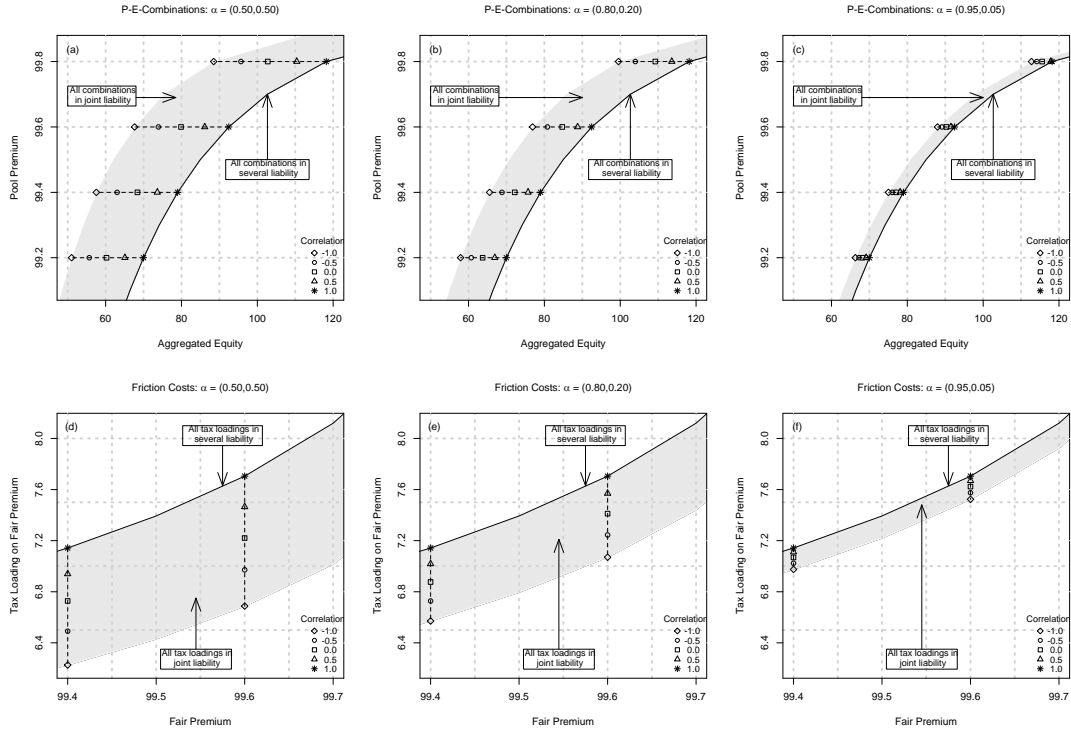 P-E-Combinations: α = (0.50,0.50)
(a)
All combinations
in joint liability
All combinations in
several liability
Correlation
-1.0
-0.5
0.0
0.5
1.0
99.2
99.4
99.6
99.8
Pool Premium
60
80
100
120
Aggregated Equity
P-E-Combinations: α = (0.80,0.20)
(b)
All combinations
in joint liability
All combinations in
several liability
Correlation
-1.0
-0.5
0.0
0.5
1.0
99.2
99.4
99.6
99.8
Pool Premium
60
80
100
120
Aggregated Equity
P-E-Combinations: α = (0.95,0.05)
(c)
All combinations
in joint liability
All combinations in
several liability
Correlation
-1.0
-0.5
0.0
0.5
1.0
99.2
99.4
99.6
99.8
Pool Premium
60
80
100
120
Aggregated Equity
Friction Costs: α = (0.50,0.50)
(d)
All tax loadings in
several liability
All tax loadings in
joint liability
Correlation
-1.0
-0.5
0.0
0.5
1.0
6.4
6.8
7.2
7.6
8.0
Tax Loading on Fair Premium
99.4
99.5
99.6
99.7
Fair Premium
Friction Costs: α = (0.80,0.20)
(e)
All tax loadings in
several liability
All tax loadings in
joint liability
Correlation
-1.0
-0.5
0.0
0.5
1.0
6.4
6.8
7.2
7.6
8.0
Tax Loading on Fair Premium
99.4
99.5
99.6
99.7
Fair Premium
Friction Costs: α = (0.95,0.05)
(f)
All tax loadings in
several liability
All tax loadings in
joint liability
Correlation
-1.0
-0.5
0.0
0.5
1.0
6.4
6.8
7.2
7.6
8.0
Tax Loading on Fair Premium
99.4
99.5
99.6
99.7
Fair Premium